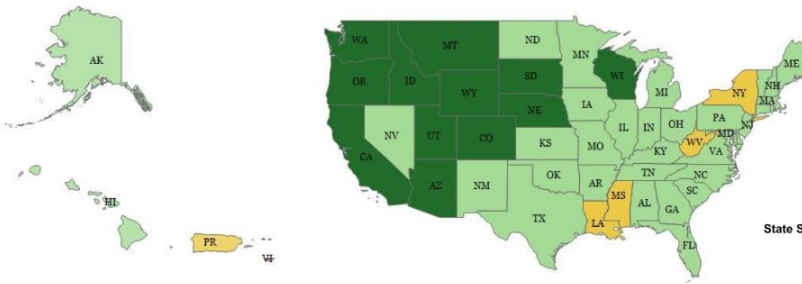 WA
MT
ND
MN
ME
AK
OR
ID
SD
WI
NH
WY
MI
NY
MA
IA
NE
PA
NJ
NV
UT
CO
IL
IN
OH
MD
WV
CA
KS
MO
KY
VA
TN
NC
OK
AZ
NM
AR
SC
HI
MS
AL
GA
TX
LA
State S
PR
FL
VI